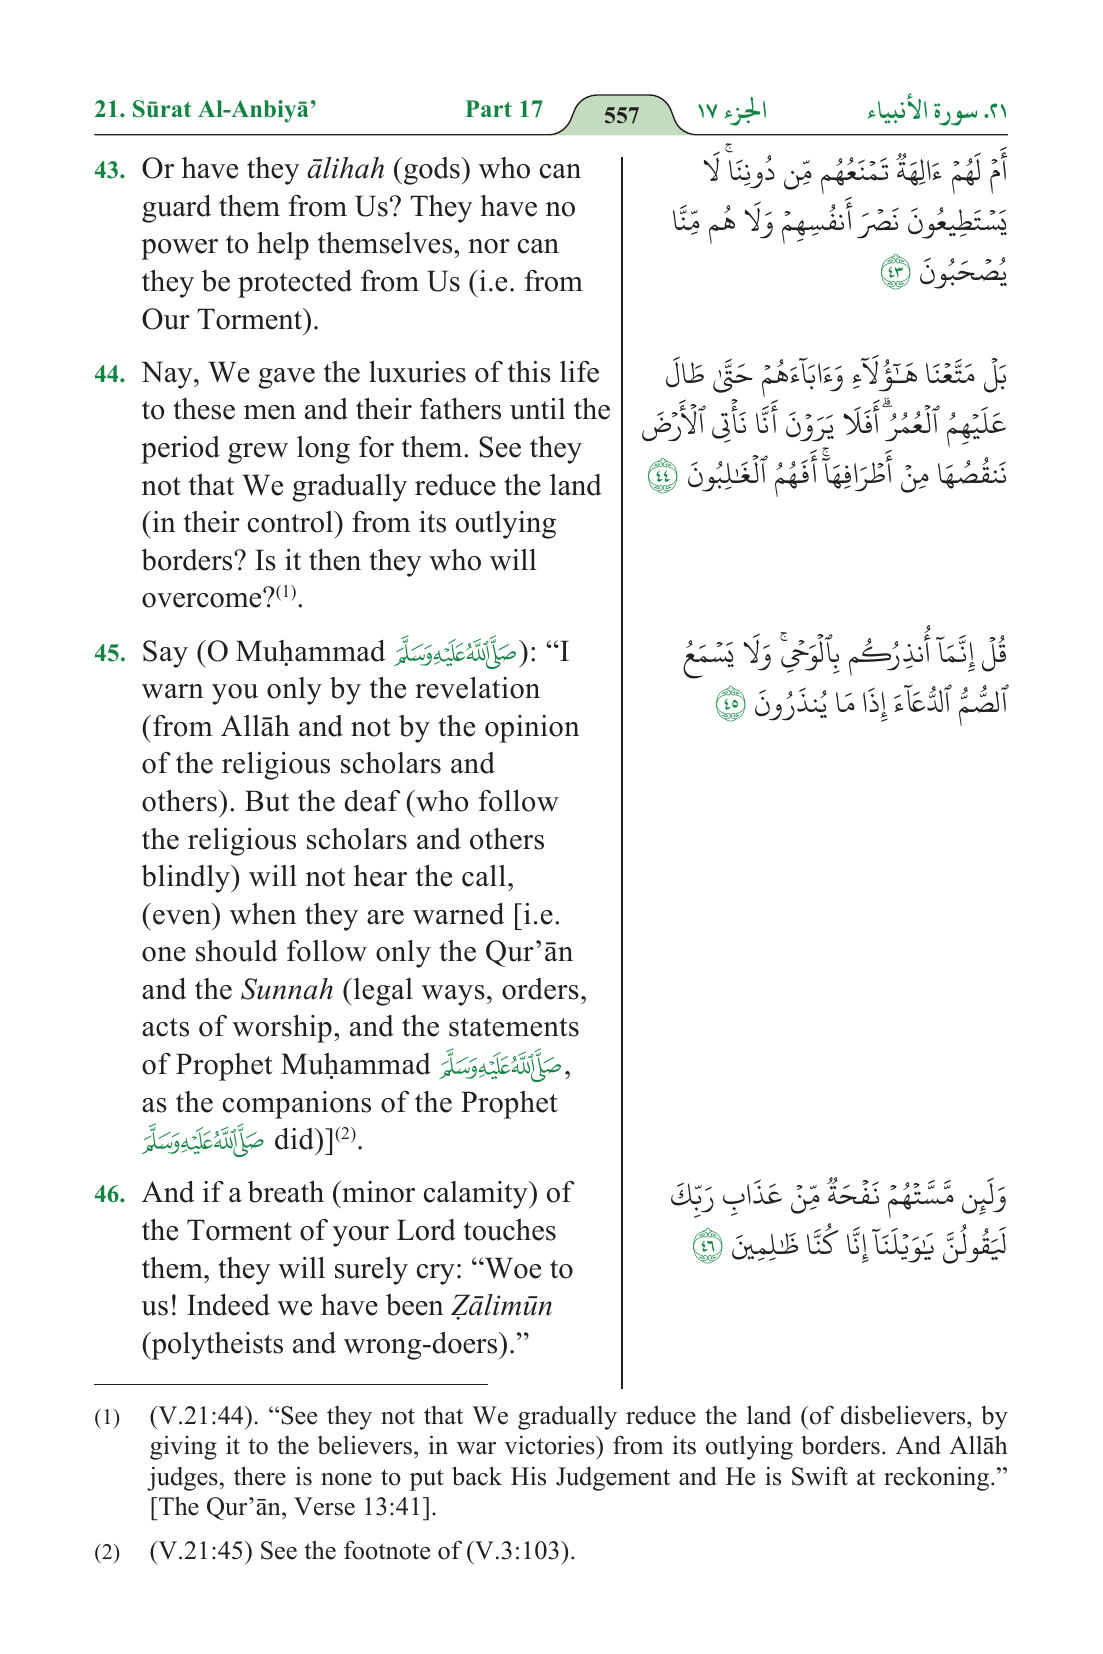 21. Sūrat Al-Anbiyā’ Part 17 557 الجزء ١٧ ٢١. سورة الأنبياء
43. Or have they ālihah (gods) who can
guard them from Us? They have no
power to help themselves, nor can
they be protected from Us (i.e. from
Our Torment).
أَمْ لَهُمْ ءَالِهَةٌ تَمْنَعُهُم مِّن دُونِنَا ۚ لَا
يَسْتَطِيعُونَ نَصْرَ أَنفُسِهِمْ وَلَا هُم مِّنَّا
يُصْحَبُونَ ٤٣
44. Nay, We gave the luxuries of this life
to these men and their fathers until the
period grew long for them. See they
not that We gradually reduce the land
(in their control) from its outlying
borders? Is it then they who will
overcome?(1).
بَلْ مَتَّعْنَا هَـٰٓؤُلَآءِ وَءَابَآءَهُمْ حَتَّىٰ طَالَ
عَلَيْهِمُ ٱلْعُمُرُ ۗ أَفَلَا يَرَوْنَ أَنَّا نَأْتِى ٱلْأَرْضَ
نَنقُصُهَا مِنْ أَطْرَافِهَآ ۚ أَفَهُمُ ٱلْغَـٰلِبُونَ ٤٤
45. Say (O Muḥammad صَلَّى ٱللَّهُ عَلَيْهِ وَسَلَّمَ): “I
warn you only by the revelation
(from Allāh and not by the opinion
of the religious scholars and
others). But the deaf (who follow
the religious scholars and others
blindly) will not hear the call,
(even) when they are warned [i.e.
one should follow only the Qur’ān
and the Sunnah (legal ways, orders,
acts of worship, and the statements
of Prophet Muḥammad صَلَّى ٱللَّهُ عَلَيْهِ وَسَلَّمَ,
as the companions of the Prophet
صَلَّى ٱللَّهُ عَلَيْهِ وَسَلَّمَ did)](2).
قُلْ إِنَّمَآ أُنذِرُكُم بِٱلْوَحْىِ ۚ وَلَا يَسْمَعُ
ٱلصُّمُّ ٱلدُّعَآءَ إِذَا مَا يُنذَرُونَ ٤٥
46. And if a breath (minor calamity) of
the Torment of your Lord touches
them, they will surely cry: “Woe to
us! Indeed we have been Ẓālimūn
(polytheists and wrong-doers).”
وَلَئِن مَّسَّتْهُمْ نَفْحَةٌ مِّنْ عَذَابِ رَبِّكَ
لَيَقُولُنَّ يَـٰوَيْلَنَآ إِنَّا كُنَّا ظَـٰلِمِينَ ٤٦
(1) (V.21:44). “See they not that We gradually reduce the land (of disbelievers, by
giving it to the believers, in war victories) from its outlying borders. And Allāh
judges, there is none to put back His Judgement and He is Swift at reckoning.”
[The Qur’ān, Verse 13:41].
(2) (V.21:45) See the footnote of (V.3:103).